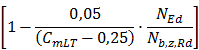 [1 − 0,05 / (C_mLT − 0,25) · N_Ed / N_b,z,Rd]